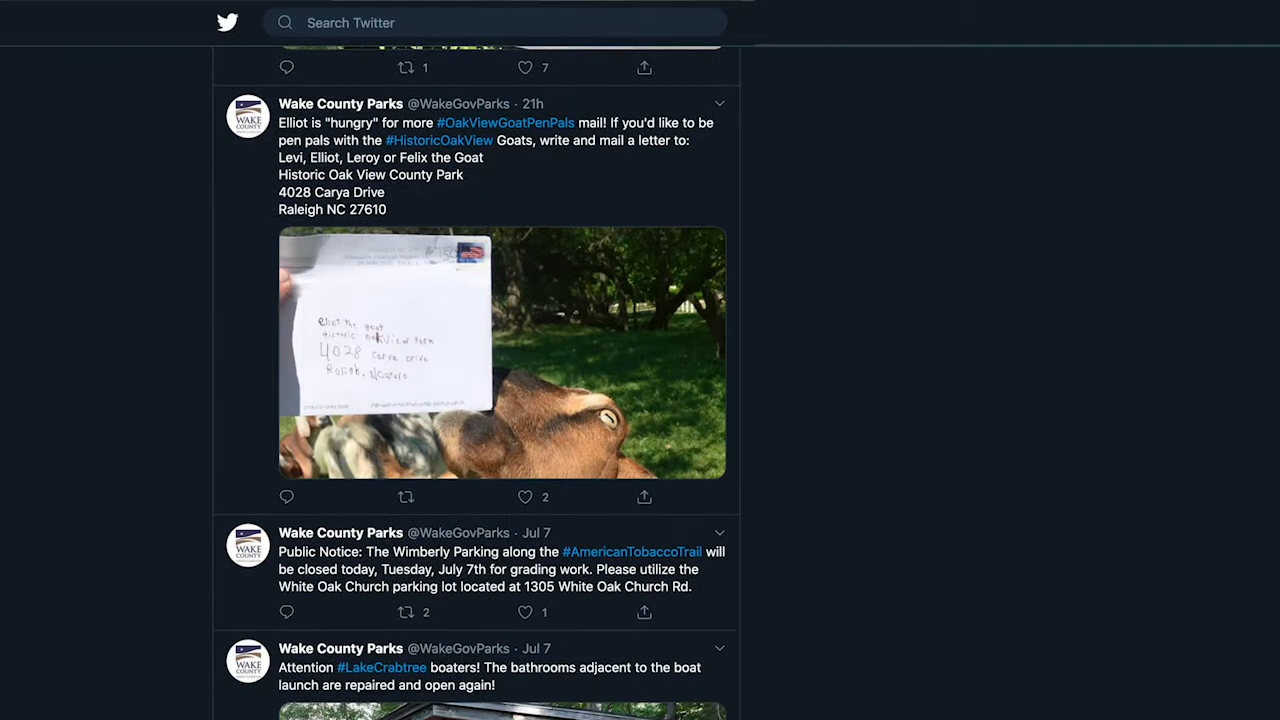 Search Twitter
1
7
Wake County Parks @WakeGovParks · 21h
Elliot is "hungry" for more #OakViewGoatPenPals mail! If you'd like to be
pen pals with the #HistoricOakView Goats, write and mail a letter to:
Levi, Elliot, Leroy or Felix the Goat
Historic Oak View County Park
4028 Carya Drive
Raleigh NC 27610
WAKE
COUNTY
the goat
4028 Carya Drive
2
Wake County Parks @WakeGovParks · Jul 7
Public Notice: The Wimberly Parking along the #AmericanTobaccoTrail will
be closed today, Tuesday, July 7th for grading work. Please utilize the
White Oak Church parking lot located at 1305 White Oak Church Rd.
WAKE
COUNTY
2
1
Wake County Parks @WakeGovParks · Jul 7
Attention #LakeCrabtree boaters! The bathrooms adjacent to the boat
launch are repaired and open again!
WAKE
COUNTY